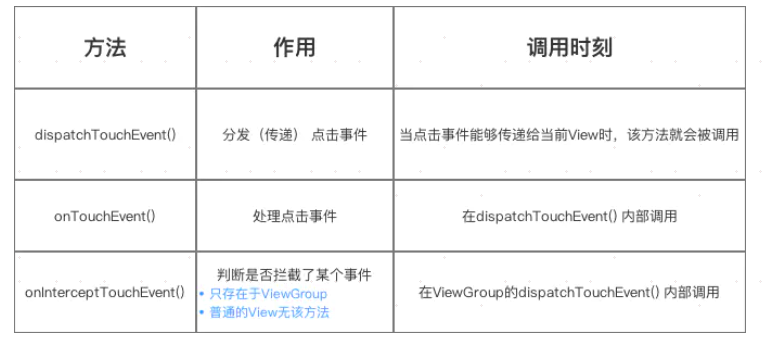 方法 作用 调用时刻
dispatchTouchEvent() 分发（传递） 点击事件 当点击事件能够传递给当前View时，该方法就会被调用
onTouchEvent() 处理点击事件 在dispatchTouchEvent() 内部调用
判断是否拦截了某个事件
onInterceptTouchEvent() • 只存在于ViewGroup 在ViewGroup的dispatchTouchEvent() 内部调用
• 普通的View无该方法